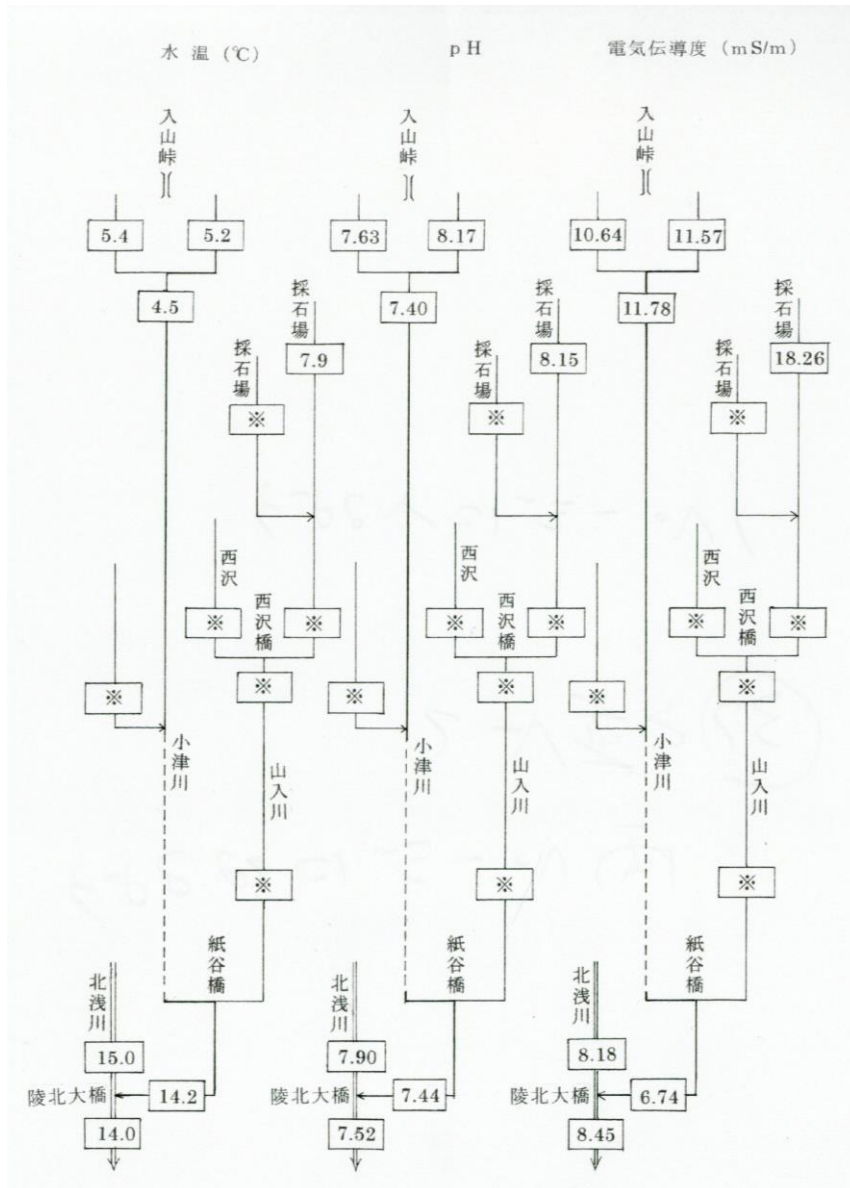 水温(℃)
入山峠
5.4 5.2
4.5
採石場
7.9
採石場
※
西沢
※
西沢橋
※
※
※
小津川
山入川
※
紙谷橋
北浅川
15.0
陵北大橋
14.2
14.0
pH
入山峠
7.63 8.17
7.40
採石場
8.15
採石場
※
西沢
※
西沢橋
※
※
※
小津川
山入川
※
紙谷橋
北浅川
7.90
陵北大橋
7.44
7.52
電気伝導度(mS/m)
入山峠
10.64 11.57
11.78
採石場
18.26
採石場
※
西沢
※
西沢橋
※
※
※
小津川
山入川
※
紙谷橋
北浅川
8.18
陵北大橋
6.74
8.45